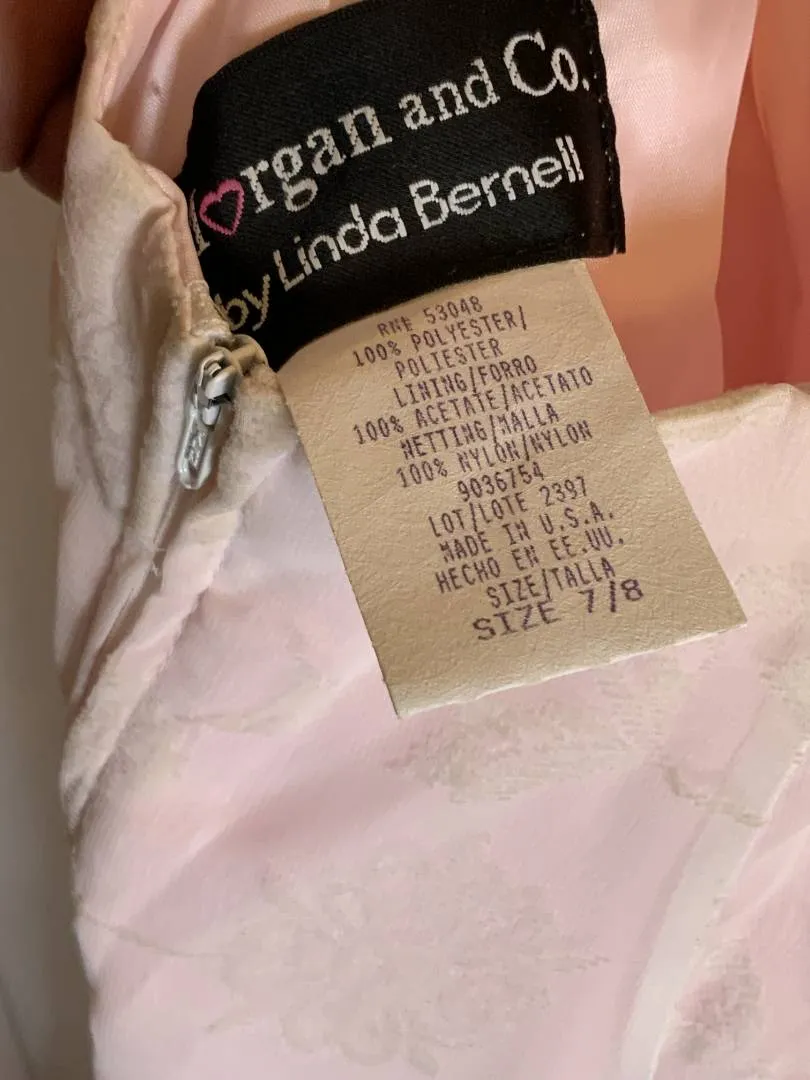 Morgan and Co.
by Linda Bernell
RN# 53048
100% POLYESTER/
POLIESTER
LINING/FORRO
100% ACETATE/ACETATO
NETTING/MALLA
100% NYLON/NYLON
9036754
LOT/LOTE 2397
MADE IN U.S.A.
HECHO EN EE.UU.
SIZE/TALLA
SIZE 7/8